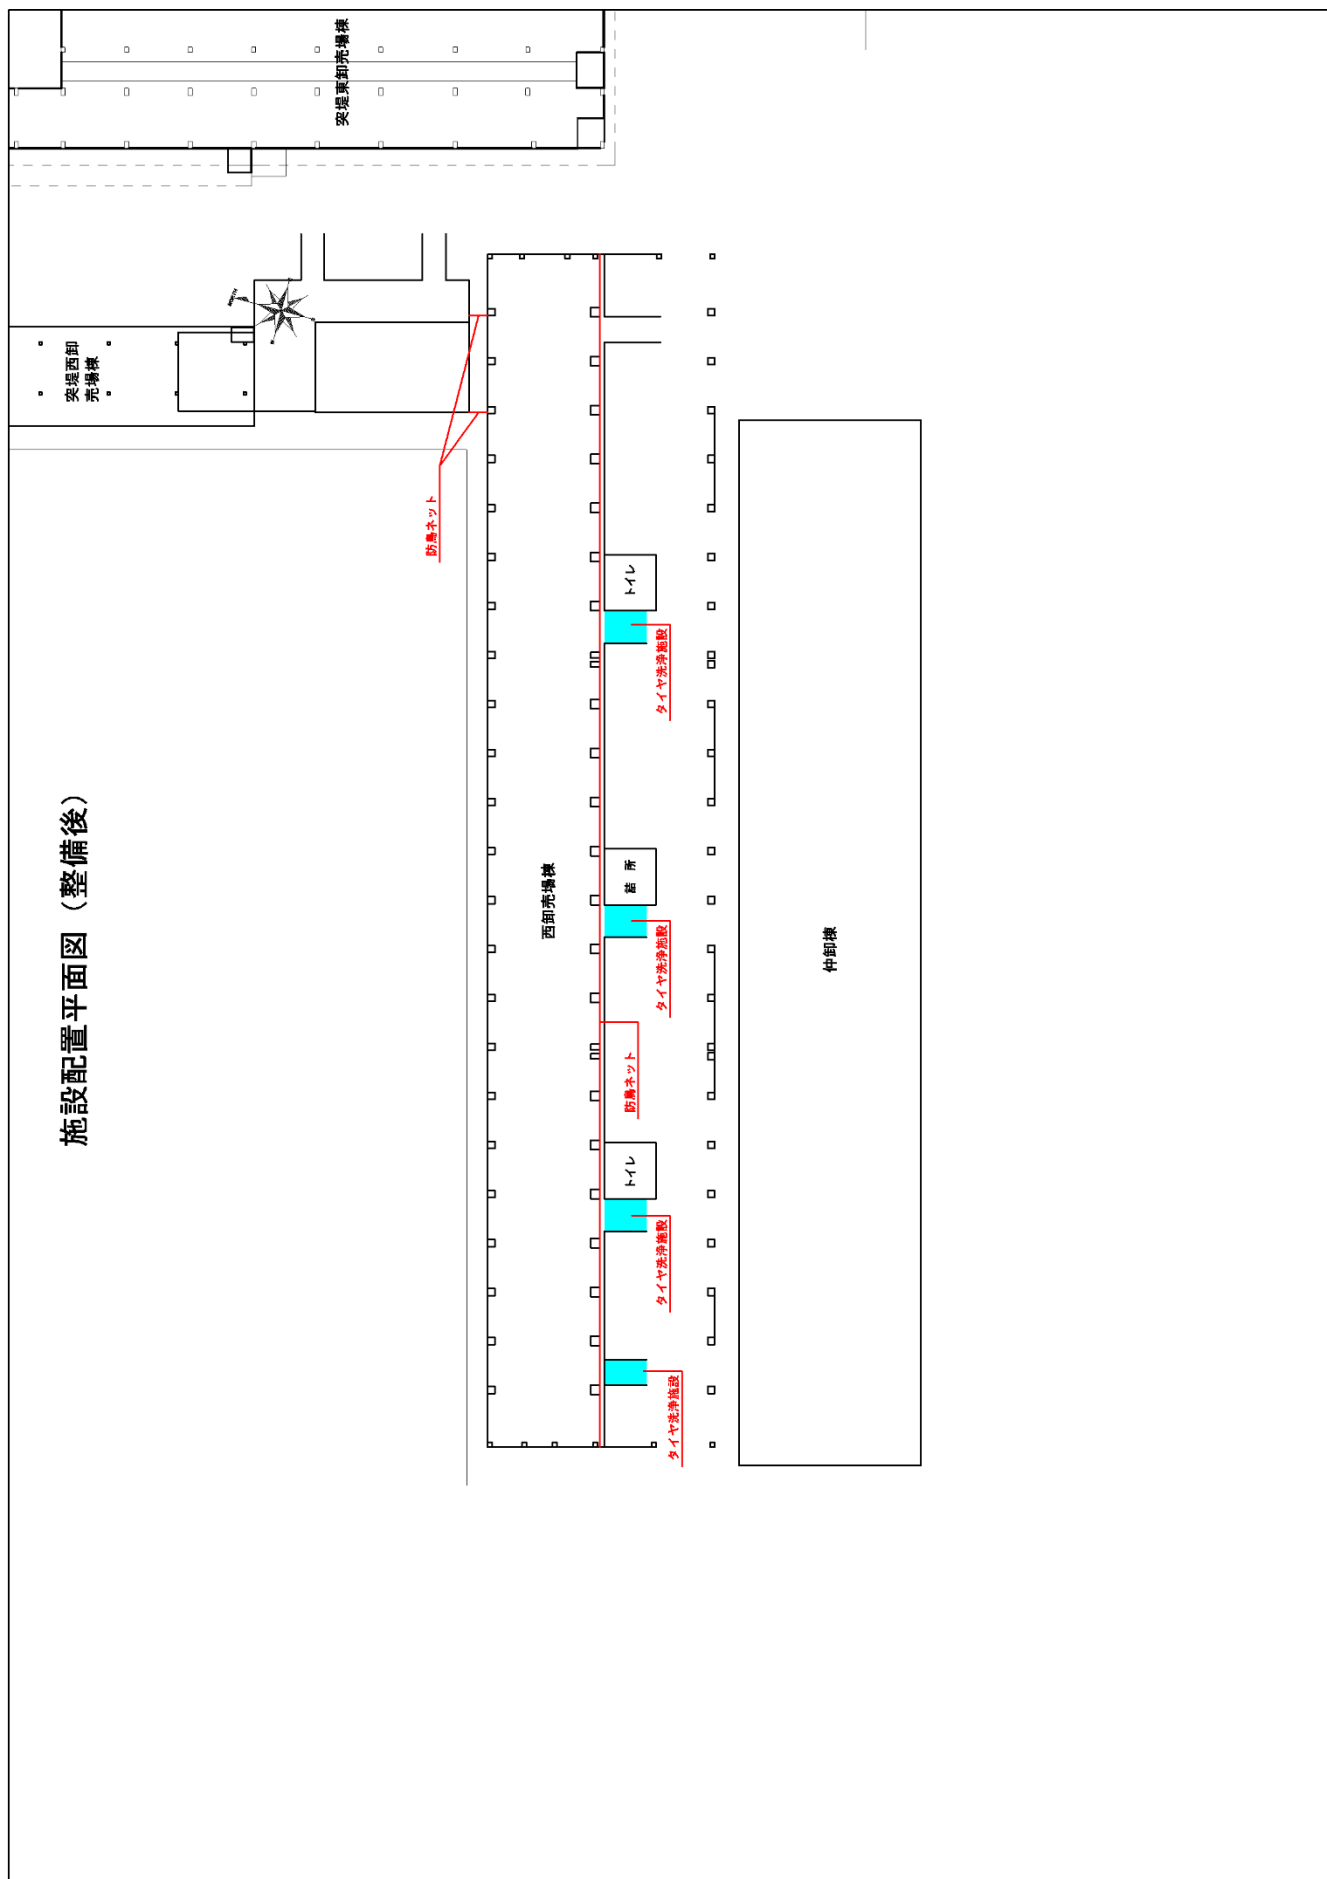 施設配置平面図（整備後）
突堤東卸売場棟
NORTH
突堤西卸
売場棟
防鳥ネット
トイレ
タイヤ洗浄施設
西卸売場棟
詰 所
タイヤ洗浄施設
仲卸棟
防鳥ネット
トイレ
タイヤ洗浄施設
タイヤ洗浄施設